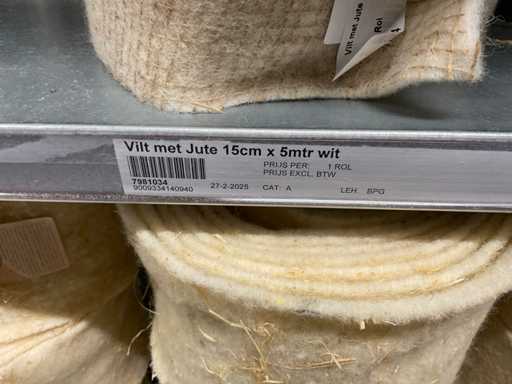 Vilt met Jute
Rol
Vilt met Jute 15cm x 5mtr wit
PRIJS PER: 1 ROL
PRIJS EXCL. BTW
7981034
9009334140940 27-2-2025 CAT: A LEH BPG